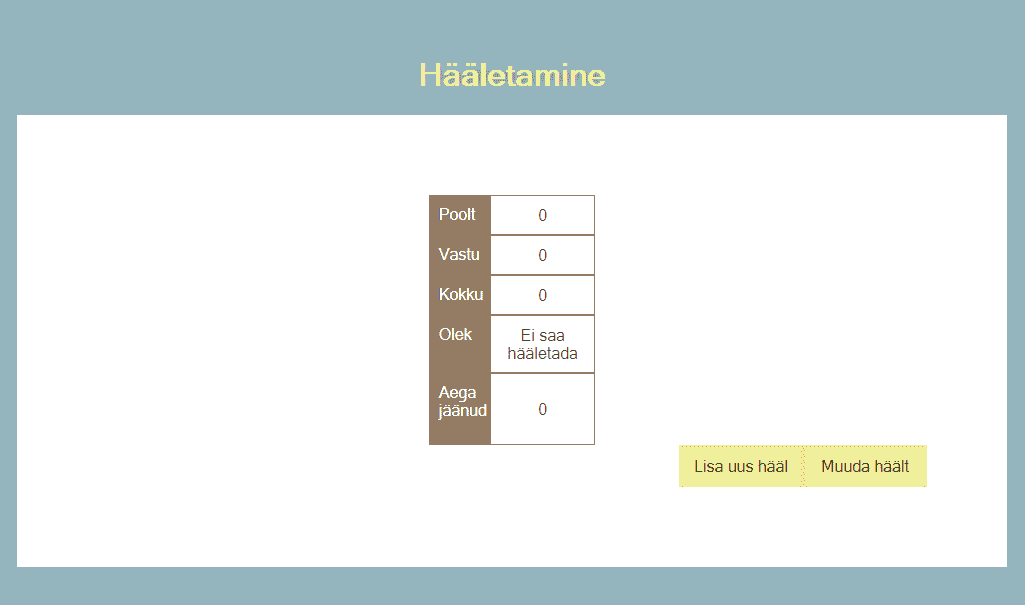 Hääletamine
Poolt 0
Vastu 0
Kokku 0
Olek Ei saa
hääletada
Aega
jäänud 0
Lisa uus hääl Muuda häält